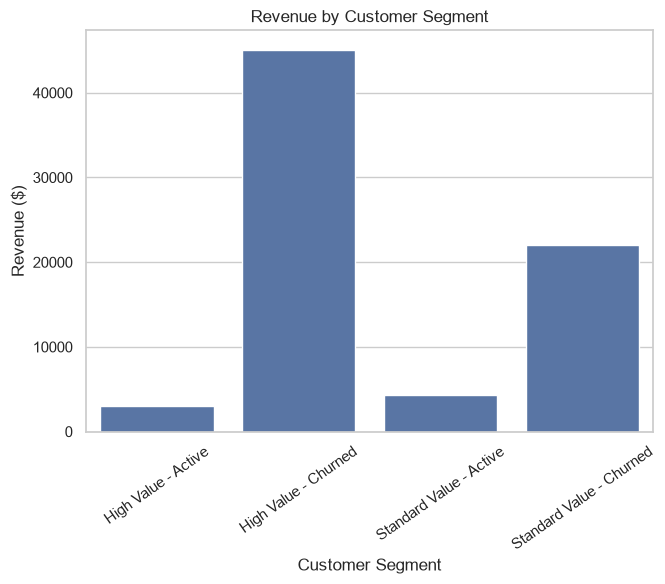 Revenue by Customer Segment
Revenue ($)
40000
30000
20000
10000
0
High Value - Active
High Value - Churned
Standard Value - Active
Standard Value - Churned
Customer Segment